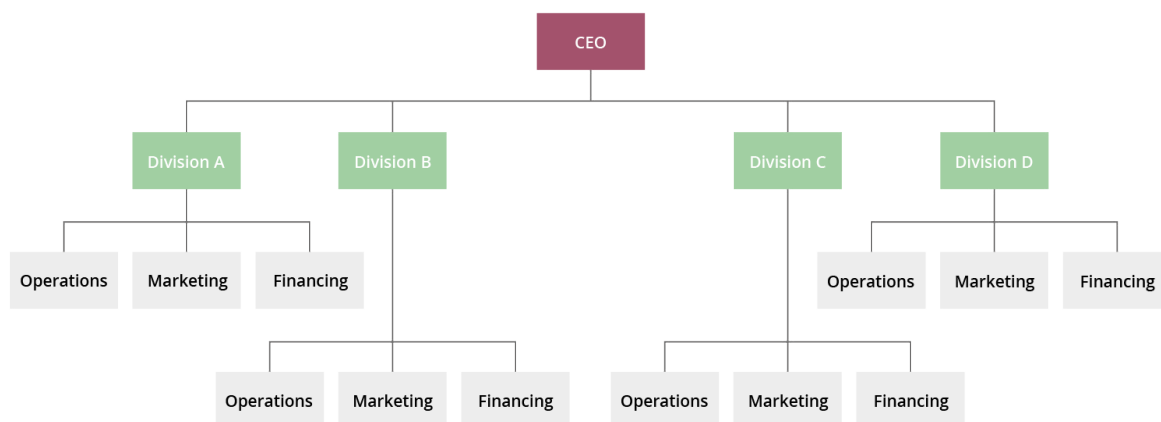 CEO
Division A
Division B
Division C
Division D
Operations
Marketing
Financing
Operations
Marketing
Financing
Operations
Marketing
Financing
Operations
Marketing
Financing